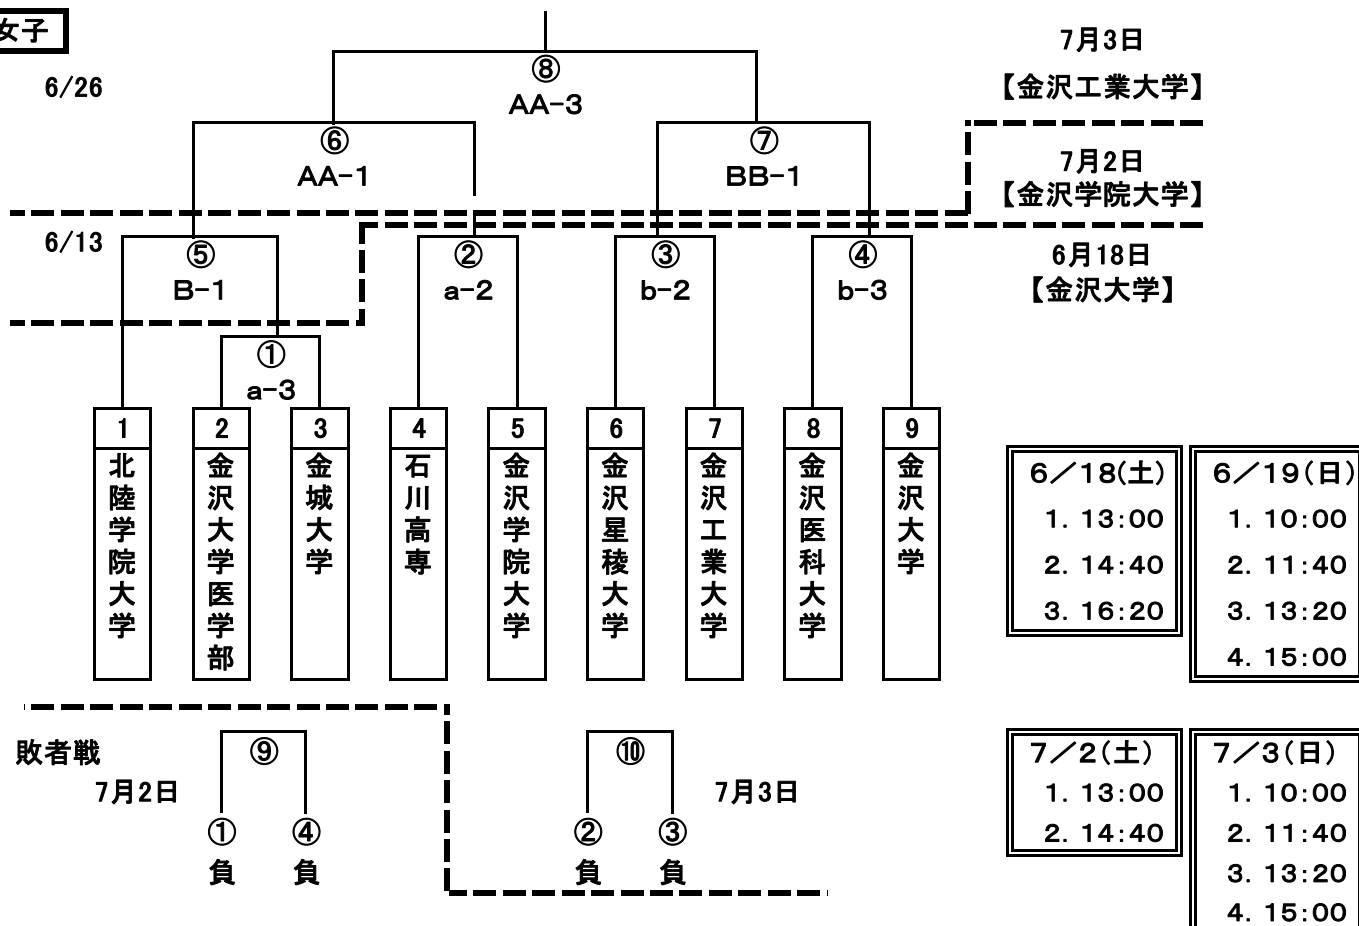 女子
7月3日
⑧
6/26
【金沢工業大学】
AA-3
⑥
⑦
7月2日
AA-1
BB-1
【金沢学院大学】
6/13
⑤
②
③
④
6月18日
B-1
a-2
b-2
b-3
【金沢大学】
①
a-3
1
北陸学院大学
2
金沢大学医学部
3
金城大学
4
石川高専
5
金沢学院大学
6
金沢星稜大学
7
金沢工業大学
8
金沢医科大学
9
金沢大学
6/18(土)
1. 13:00
2. 14:40
3. 16:20
6/19(日)
1. 10:00
2. 11:40
3. 13:20
4. 15:00
敗者戦
⑨
7月2日
①
④
負
負
⑩
7月3日
②
③
負
負
7/2(土)
1. 13:00
2. 14:40
7/3(日)
1. 10:00
2. 11:40
3. 13:20
4. 15:00